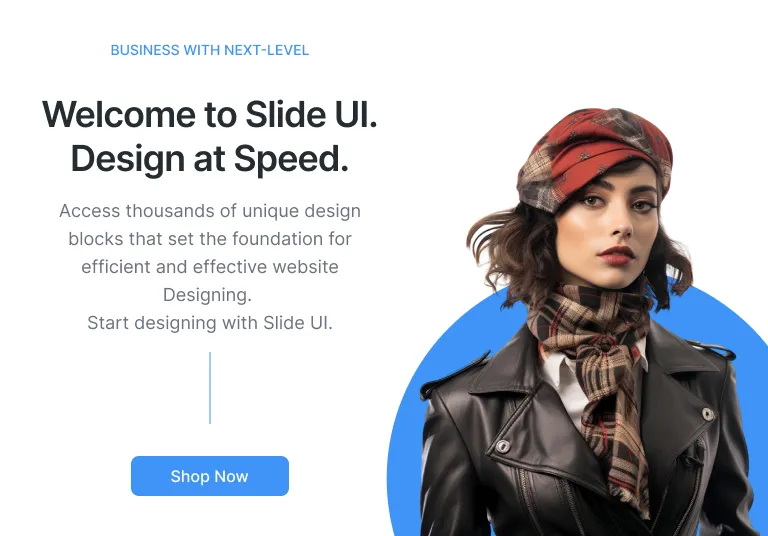 BUSINESS WITH NEXT-LEVEL
Welcome to Slide UI.
Design at Speed.
Access thousands of unique design
blocks that set the foundation for
efficient and effective website
Designing.
Start designing with Slide UI.
Shop Now